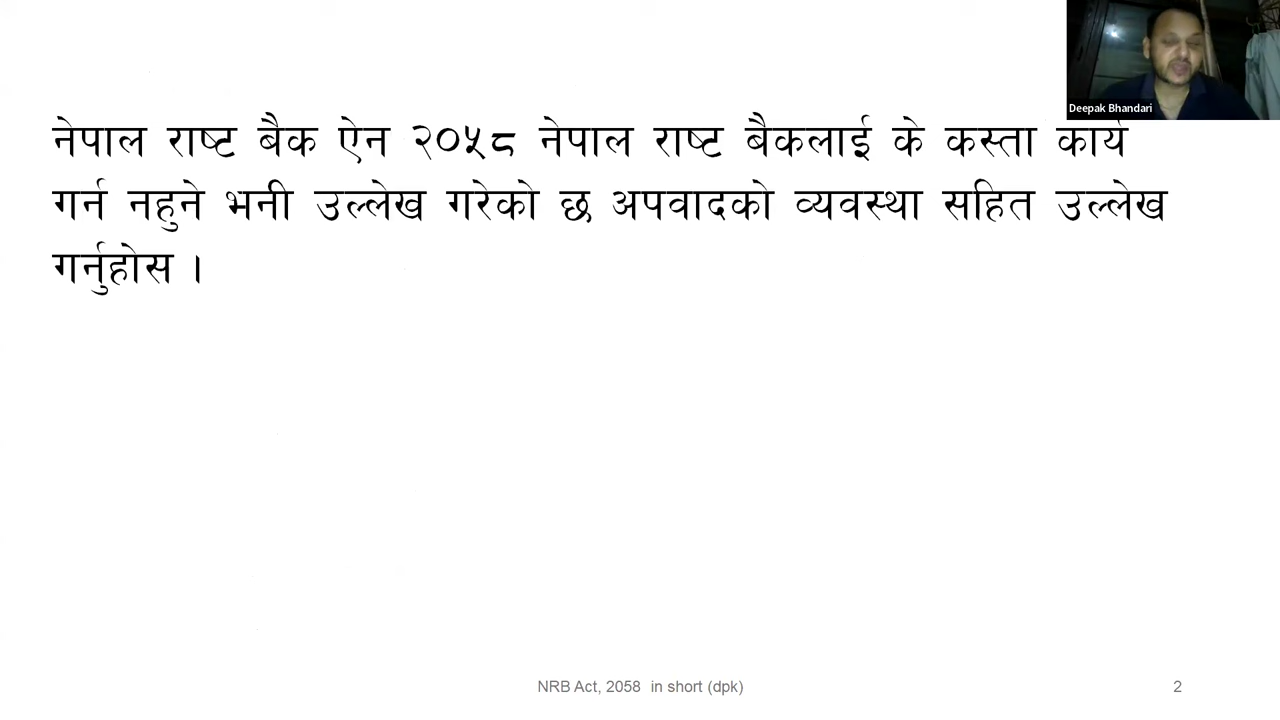 Deepak Bhandari
नेपाल राष्ट बैक ऐन २०५८ नेपाल राष्ट बैकलाई के कस्ता कार्य
गर्न नहुने भनी उल्लेख गरेको छ अपवादको व्यवस्था सहित उल्लेख
गर्नुहोस ।
NRB Act, 2058 in short (dpk)
2